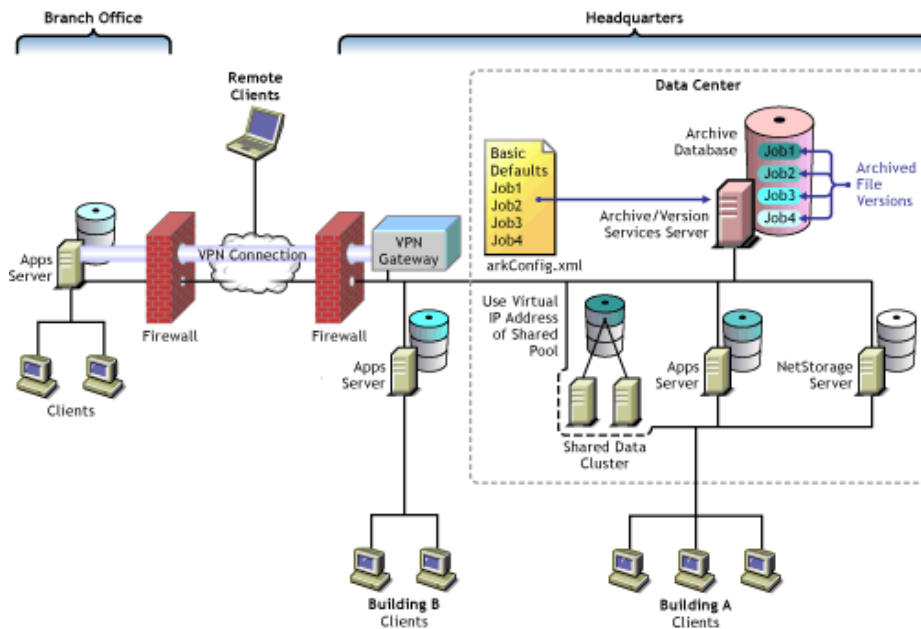 Branch Office
Headquarters
Remote
Clients
Data Center
Archive
Database
Job1
Job2
Job3
Job4
Archived
File
Versions
Basic
Defaults
Job1
Job2
Job3
Job4
arkConfig.xml
Archive/Version
Services Server
Apps
Server
Firewall
VPN Connection
Firewall
VPN
Gateway
Clients
Apps
Server
Use Virtual
IP Address
of Shared
Pool
Shared Data
Cluster
Apps
Server
NetStorage
Server
Building B
Clients
Building A
Clients